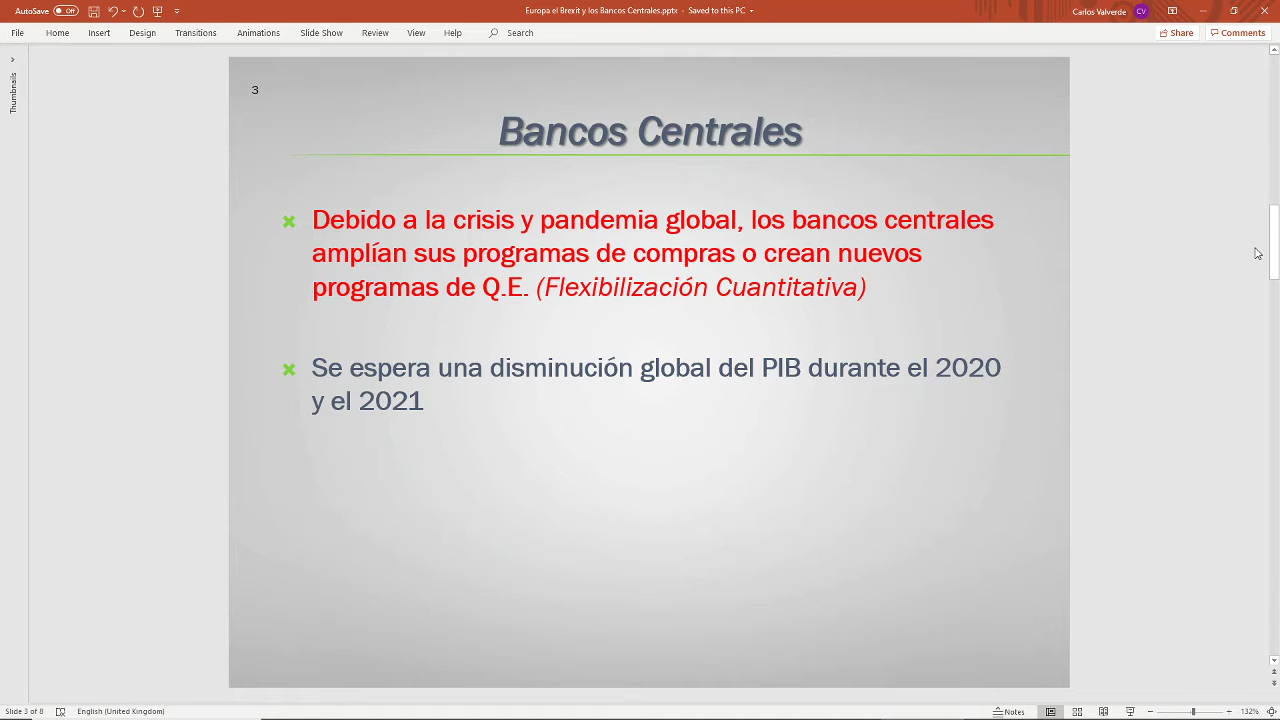 AutoSave Off
Europa el Brexit y los Bancos Centrales.pptx - Saved to this PC
Carlos Valverde CV
File Home Insert Design Transitions Animations Slide Show Review View Help Search Share Comments
Thumbnails
3
Bancos Centrales
Debido a la crisis y pandemia global, los bancos centrales
amplían sus programas de compras o crean nuevos
programas de Q.E. (Flexibilización Cuantitativa)
Se espera una disminución global del PIB durante el 2020
y el 2021
Slide 3 of 8 English (United Kingdom) Notes 132%